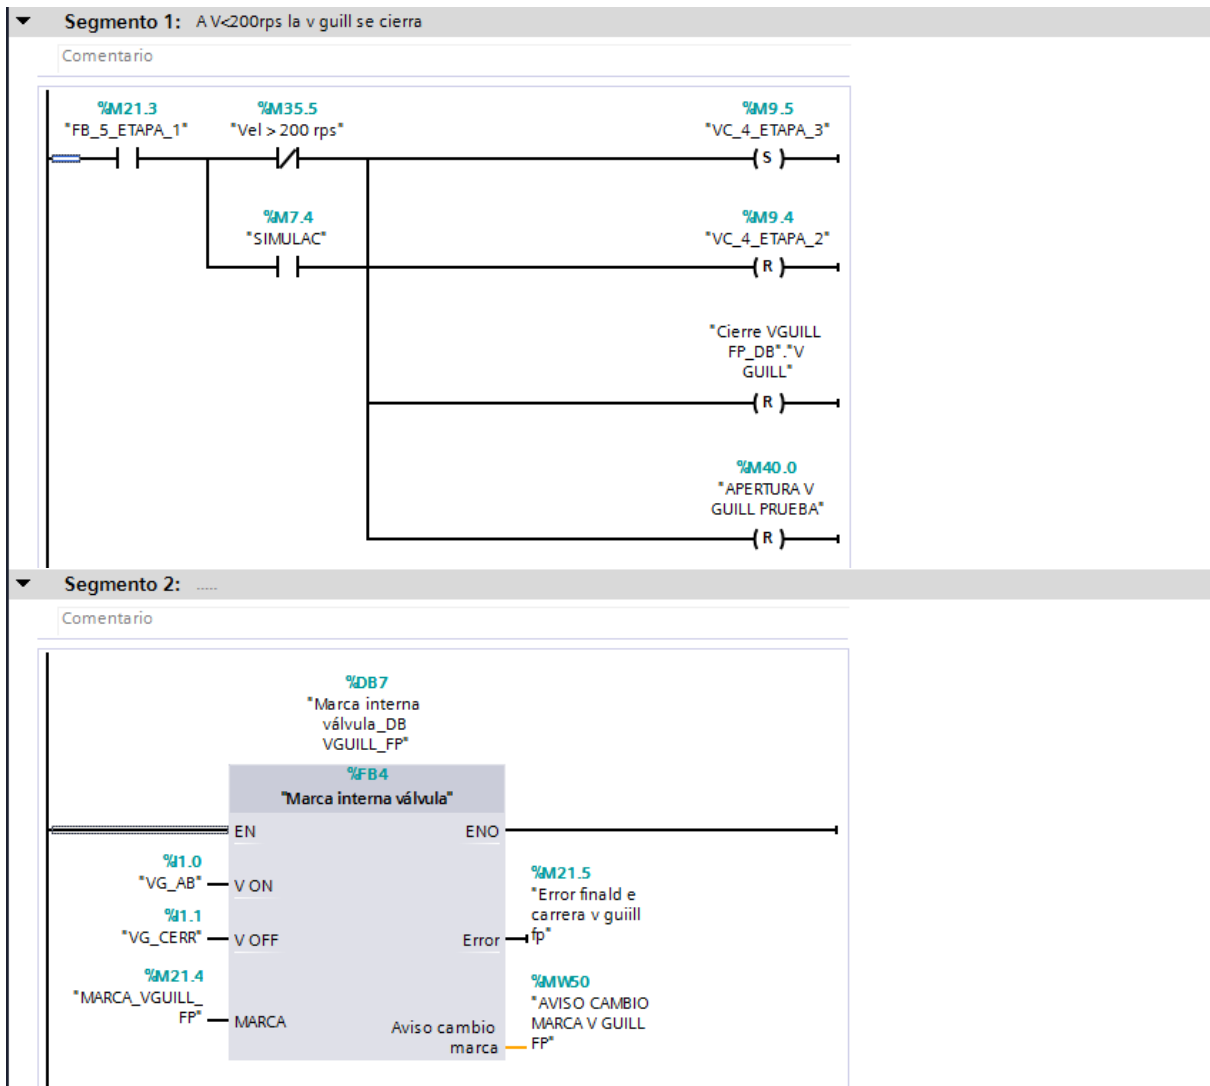 Segmento 1: A V<200rps la v guill se cierra
Comentario
%M21.3
"FB_5_ETAPA_1"
%M35.5
"Vel > 200 rps"
%M9.5
"VC_4_ETAPA_3"
S
%M7.4
"SIMULAC"
%M9.4
"VC_4_ETAPA_2"
R
"Cierre VGUILL
FP_DB"."V
GUILL"
R
%M40.0
"APERTURA V
GUILL PRUEBA"
R
Segmento 2: .....
Comentario
%DB7
"Marca interna
válvula_DB
VGUILL_FP"
%FB4
"Marca interna válvula"
EN
ENO
%I1.0
"VG_AB"
V ON
%I1.1
"VG_CERR"
V OFF
%M21.4
"MARCA_VGUILL_
FP"
MARCA
Error
%M21.5
"Error finald e
carrera v guiill
fp"
Aviso cambio
marca
%MW50
"AVISO CAMBIO
MARCA V GUILL
FP"